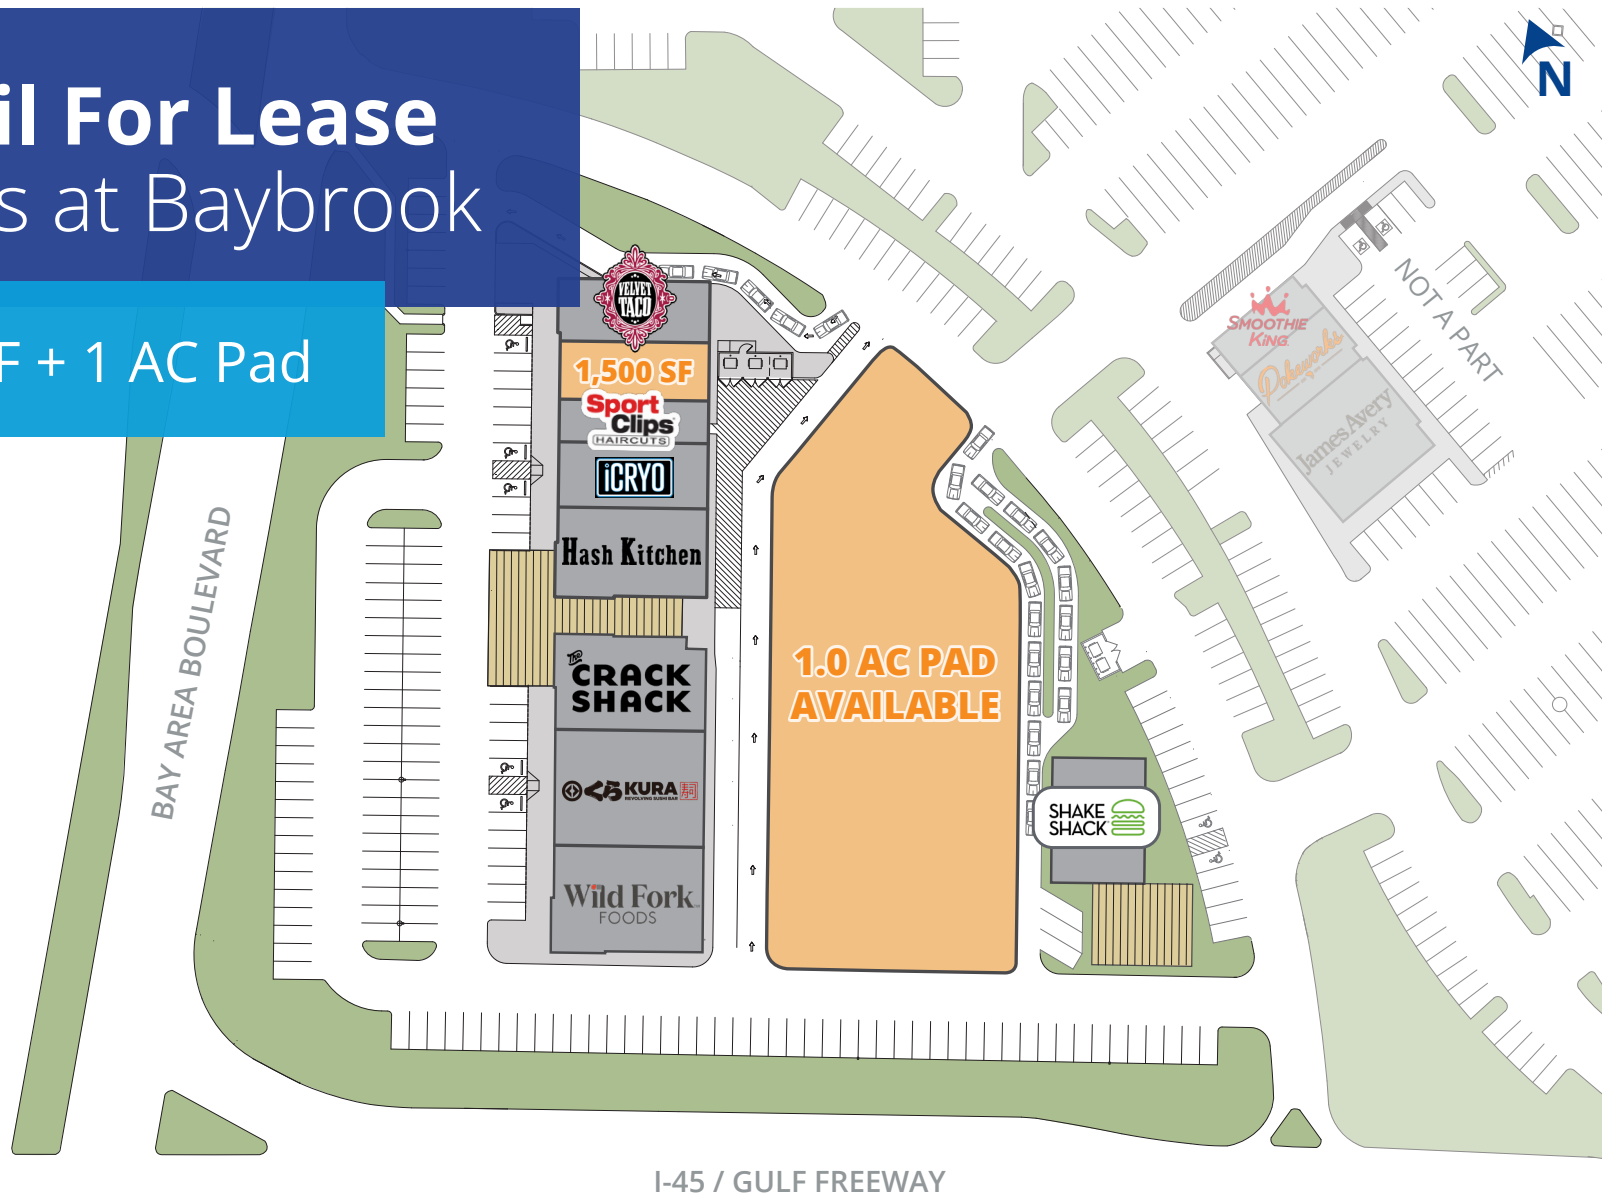 il For Lease
s at Baybrook
F + 1 AC Pad
N
VELVET
TACO
1,500 SF
Sport
Clips
HAIRCUTS
iCRYO
Hash Kitchen
The
CRACK
SHACK
くら KURA
REVOLVING SUSHI BAR
Wild Fork
FOODS
1.0 AC PAD
AVAILABLE
SHAKE
SHACK
SMOOTHIE
KING
Pokeworks
James Avery
JEWELRY
NOT A PART
BAY AREA BOULEVARD
I-45 / GULF FREEWAY